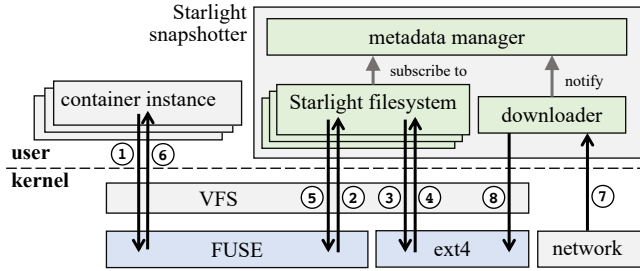 Starlight
snapshotter
metadata manager
subscribe to
notify
container instance
Starlight filesystem
downloader
user
1
6
kernel
VFS
5
2
3
4
8
7
FUSE
ext4
network